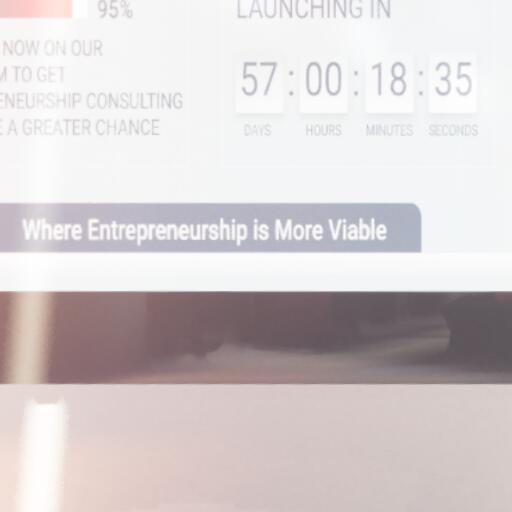 95%
NOW ON OUR
TO GET
CONSULTING
A GREATER CHANCE
LAUNCHING IN
57 : 00 : 18 : 35
DAYS HOURS MINUTES SECONDS
Where Entrepreneurship is More Viable